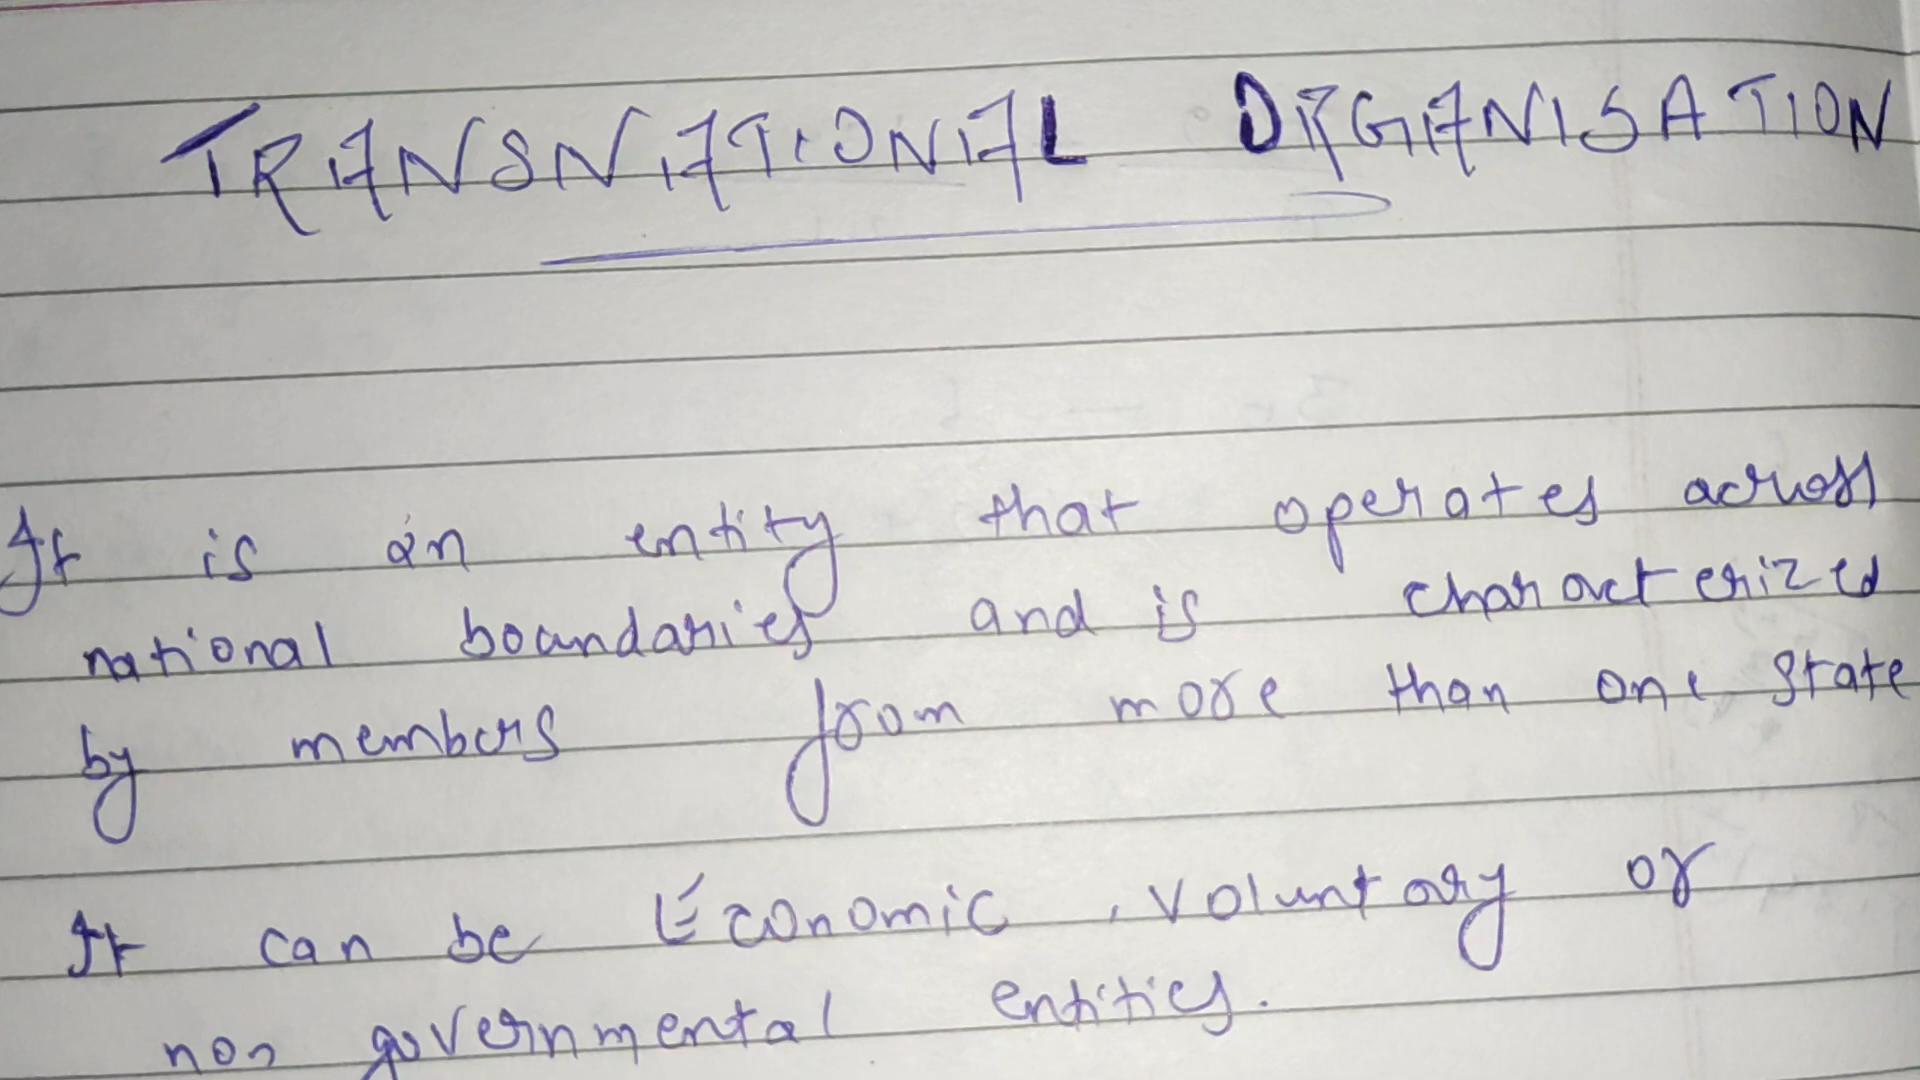 TRANSNATIONAL ORGANISATION
It is an entity that operates across
national boundaries and is characterized
by members from more than one state
It can be Economic, voluntary or
non governmental entities.